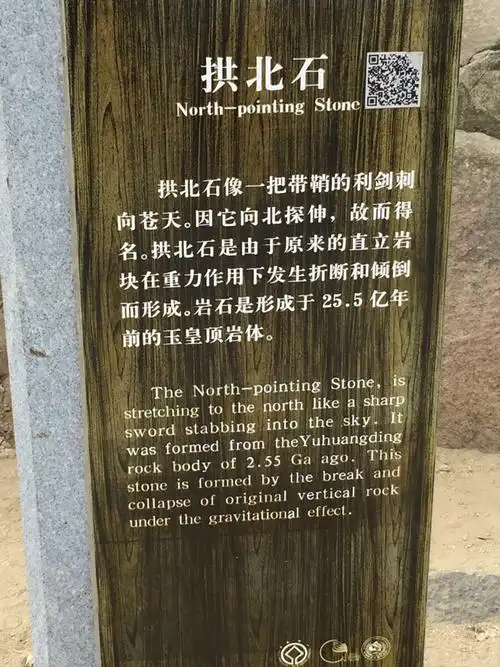 拱北石
North-pointing Stone
拱北石像一把带鞘的利剑刺
向苍天。因它向北探伸，故而得
名。拱北石是由于原来的直立岩
块在重力作用下发生折断和倾倒
而形成。岩石是形成于 25.5 亿年
前的玉皇顶岩体。
The North-pointing Stone, is
stretching to the north like a sharp
sword stabbing into the sky. It
was formed from theYuhuangding
rock body of 2.55 Ga ago. This
stone is formed by the break and
collapse of original vertical rock
under the gravitational effect.